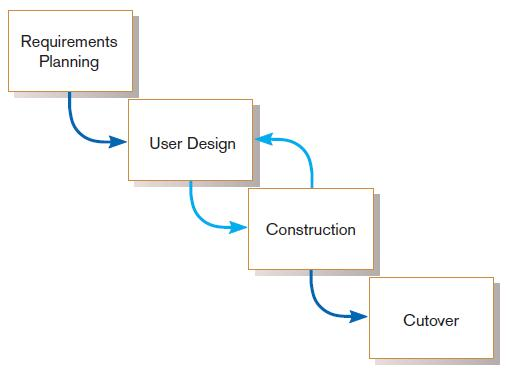 Requirements
Planning
User Design
Construction
Cutover